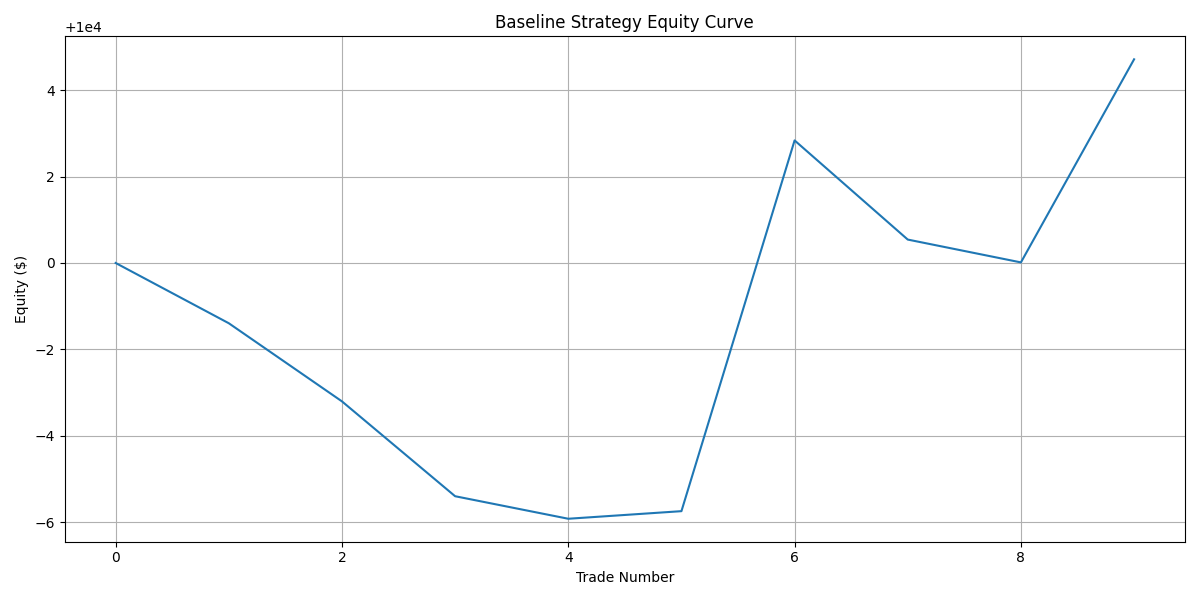 Baseline Strategy Equity Curve
+1e4
4
2
0
−2
−4
−6
Equity ($)
0 2 4 6 8
Trade Number